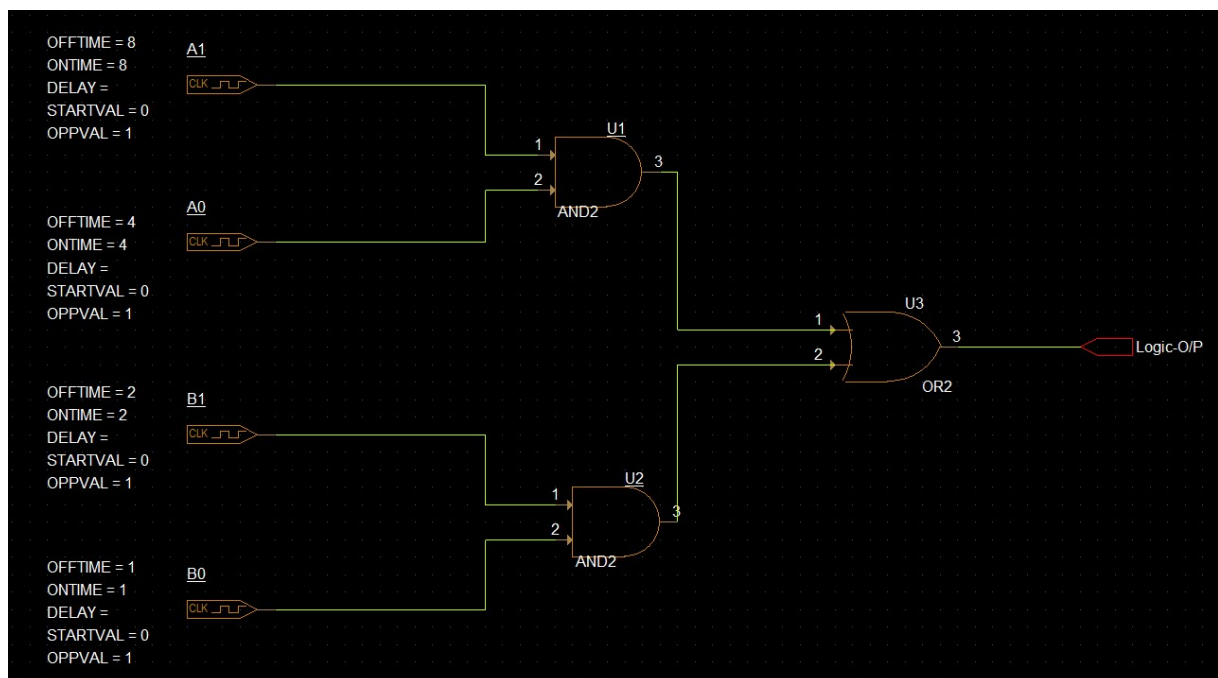 OFFTIME = 8
ONTIME = 8
DELAY =
STARTVAL = 0
OPPVAL = 1
A1
CLK
U1
1
2
3
AND2
OFFTIME = 4
ONTIME = 4
DELAY =
STARTVAL = 0
OPPVAL = 1
A0
CLK
U3
1
2
3
OR2
Logic-O/P
OFFTIME = 2
ONTIME = 2
DELAY =
STARTVAL = 0
OPPVAL = 1
B1
CLK
U2
1
2
3
AND2
OFFTIME = 1
ONTIME = 1
DELAY =
STARTVAL = 0
OPPVAL = 1
B0
CLK